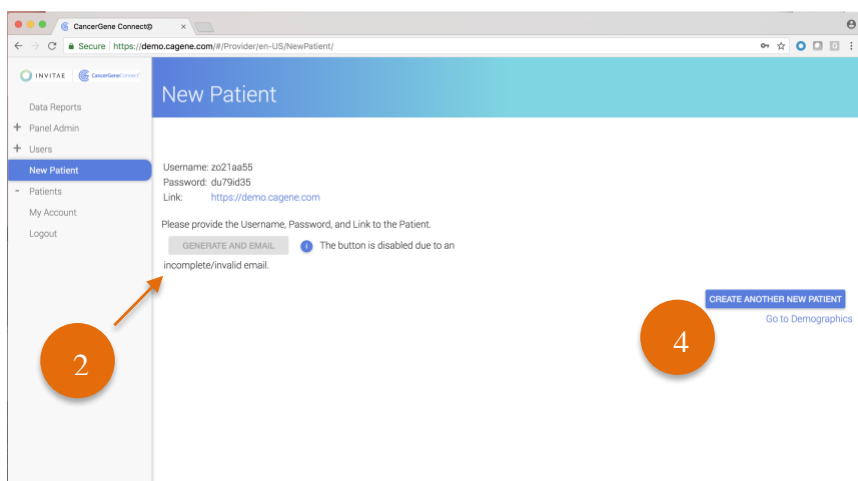 CancerGene Connect©
Secure https://demo.cagene.com/#/Provider/en-US/NewPatient/
INVITAE CancerGeneConnect
New Patient
Data Reports
+ Panel Admin
+ Users
New Patient
- Patients
My Account
Logout
Username: zo21aa55
Password: du79id35
Link: https://demo.cagene.com
Please provide the Username, Password, and Link to the Patient.
GENERATE AND EMAIL i The button is disabled due to an
incomplete/invalid email.
CREATE ANOTHER NEW PATIENT
Go to Demographics
2
4